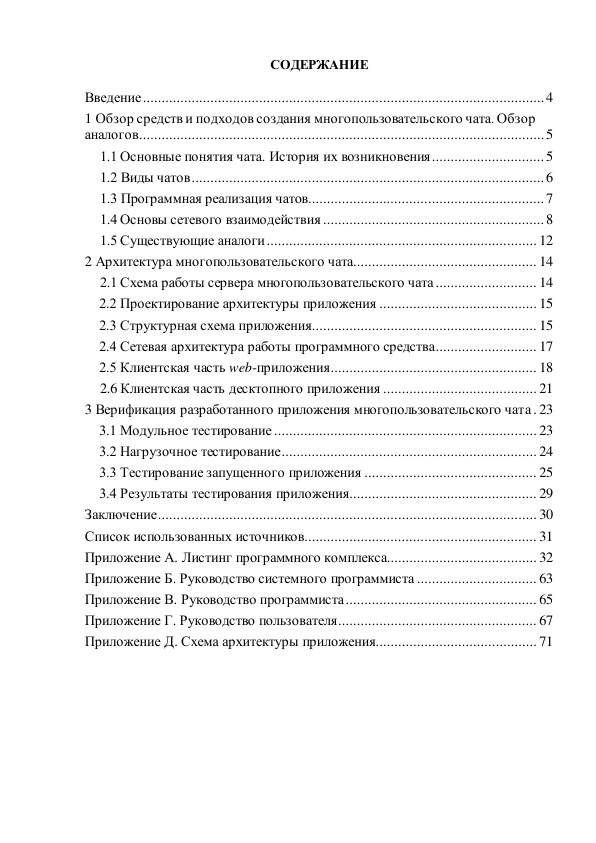 СОДЕРЖАНИЕ
Введение.......................................................................................................... 4
1 Обзор средств и подходов создания многопользовательского чата. Обзор
аналогов........................................................................................................... 5
1.1 Основные понятия чата. История их возникновения.............................. 5
1.2 Виды чатов............................................................................................. 6
1.3 Программная реализация чатов.............................................................. 7
1.4 Основы сетевого взаимодействия........................................................... 8
1.5 Существующие аналоги........................................................................ 12
2 Архитектура многопользовательского чата................................................ 14
2.1 Схема работы сервера многопользовательского чата........................... 14
2.2 Проектирование архитектуры приложения.......................................... 15
2.3 Структурная схема приложения............................................................ 15
2.4 Сетевая архитектура работы программного средства........................... 17
2.5 Клиентская часть web-приложения....................................................... 18
2.6 Клиентская часть десктопного приложения......................................... 21
3 Верификация разработанного приложения многопользовательского чата. 23
3.1 Модульное тестирование...................................................................... 23
3.2 Нагрузочное тестирование.................................................................... 24
3.3 Тестирование запущенного приложения.............................................. 25
3.4 Результаты тестирования приложения.................................................. 29
Заключение..................................................................................................... 30
Список использованных источников.............................................................. 31
Приложение А. Листинг программного комплекса........................................ 32
Приложение Б. Руководство системного программиста................................ 63
Приложение В. Руководство программиста................................................... 65
Приложение Г. Руководство пользователя..................................................... 67
Приложение Д. Схема архитектуры приложения........................................... 71